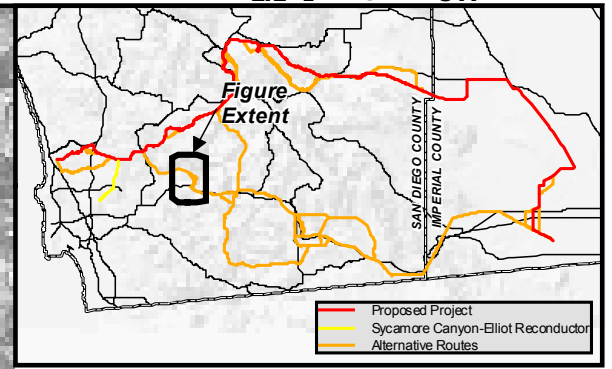 Figure
Extent
SAN DIEGO COUNTY
IMPERIAL COUNTY
Proposed Project
Sycamore Canyon-Elliot Reconductor
Alternative Routes